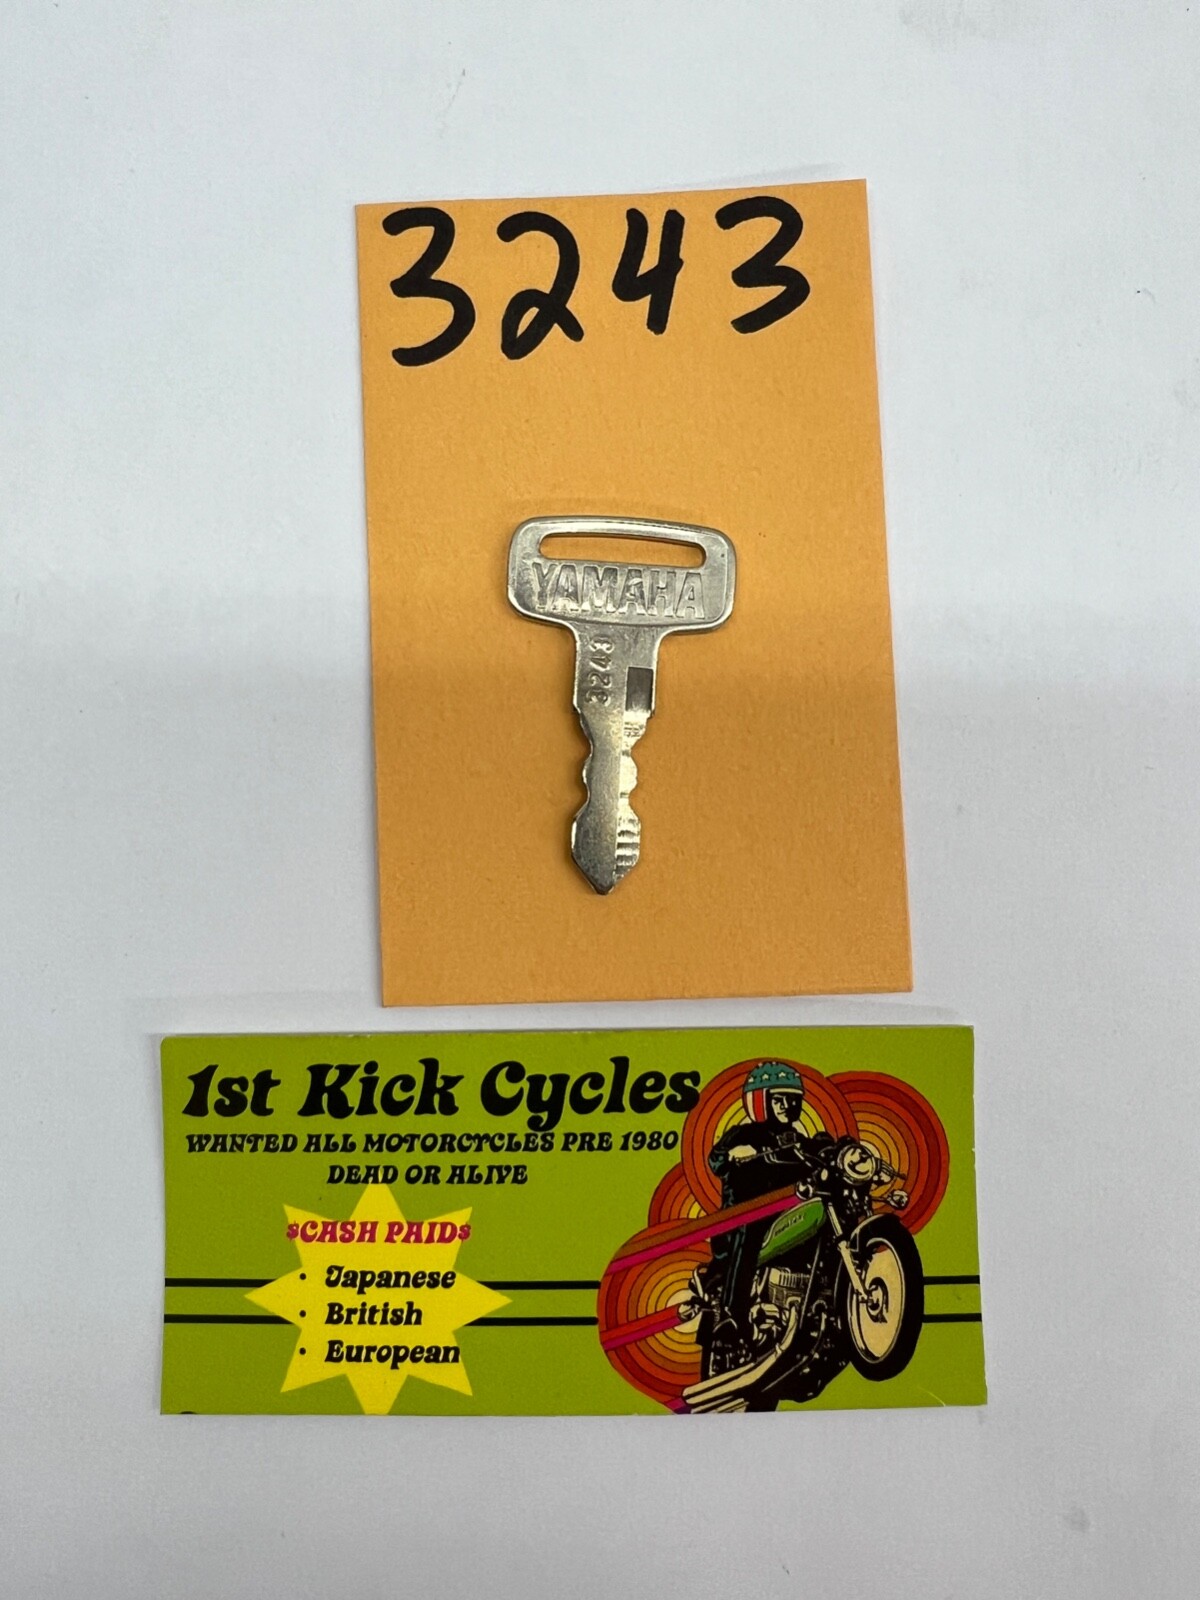 3243
YAMAHA
3243
1st Kick Cycles
WANTED ALL MOTORCYCLES PRE 1980
DEAD OR ALIVE
$CASH PAID$
• Japanese
• British
• European